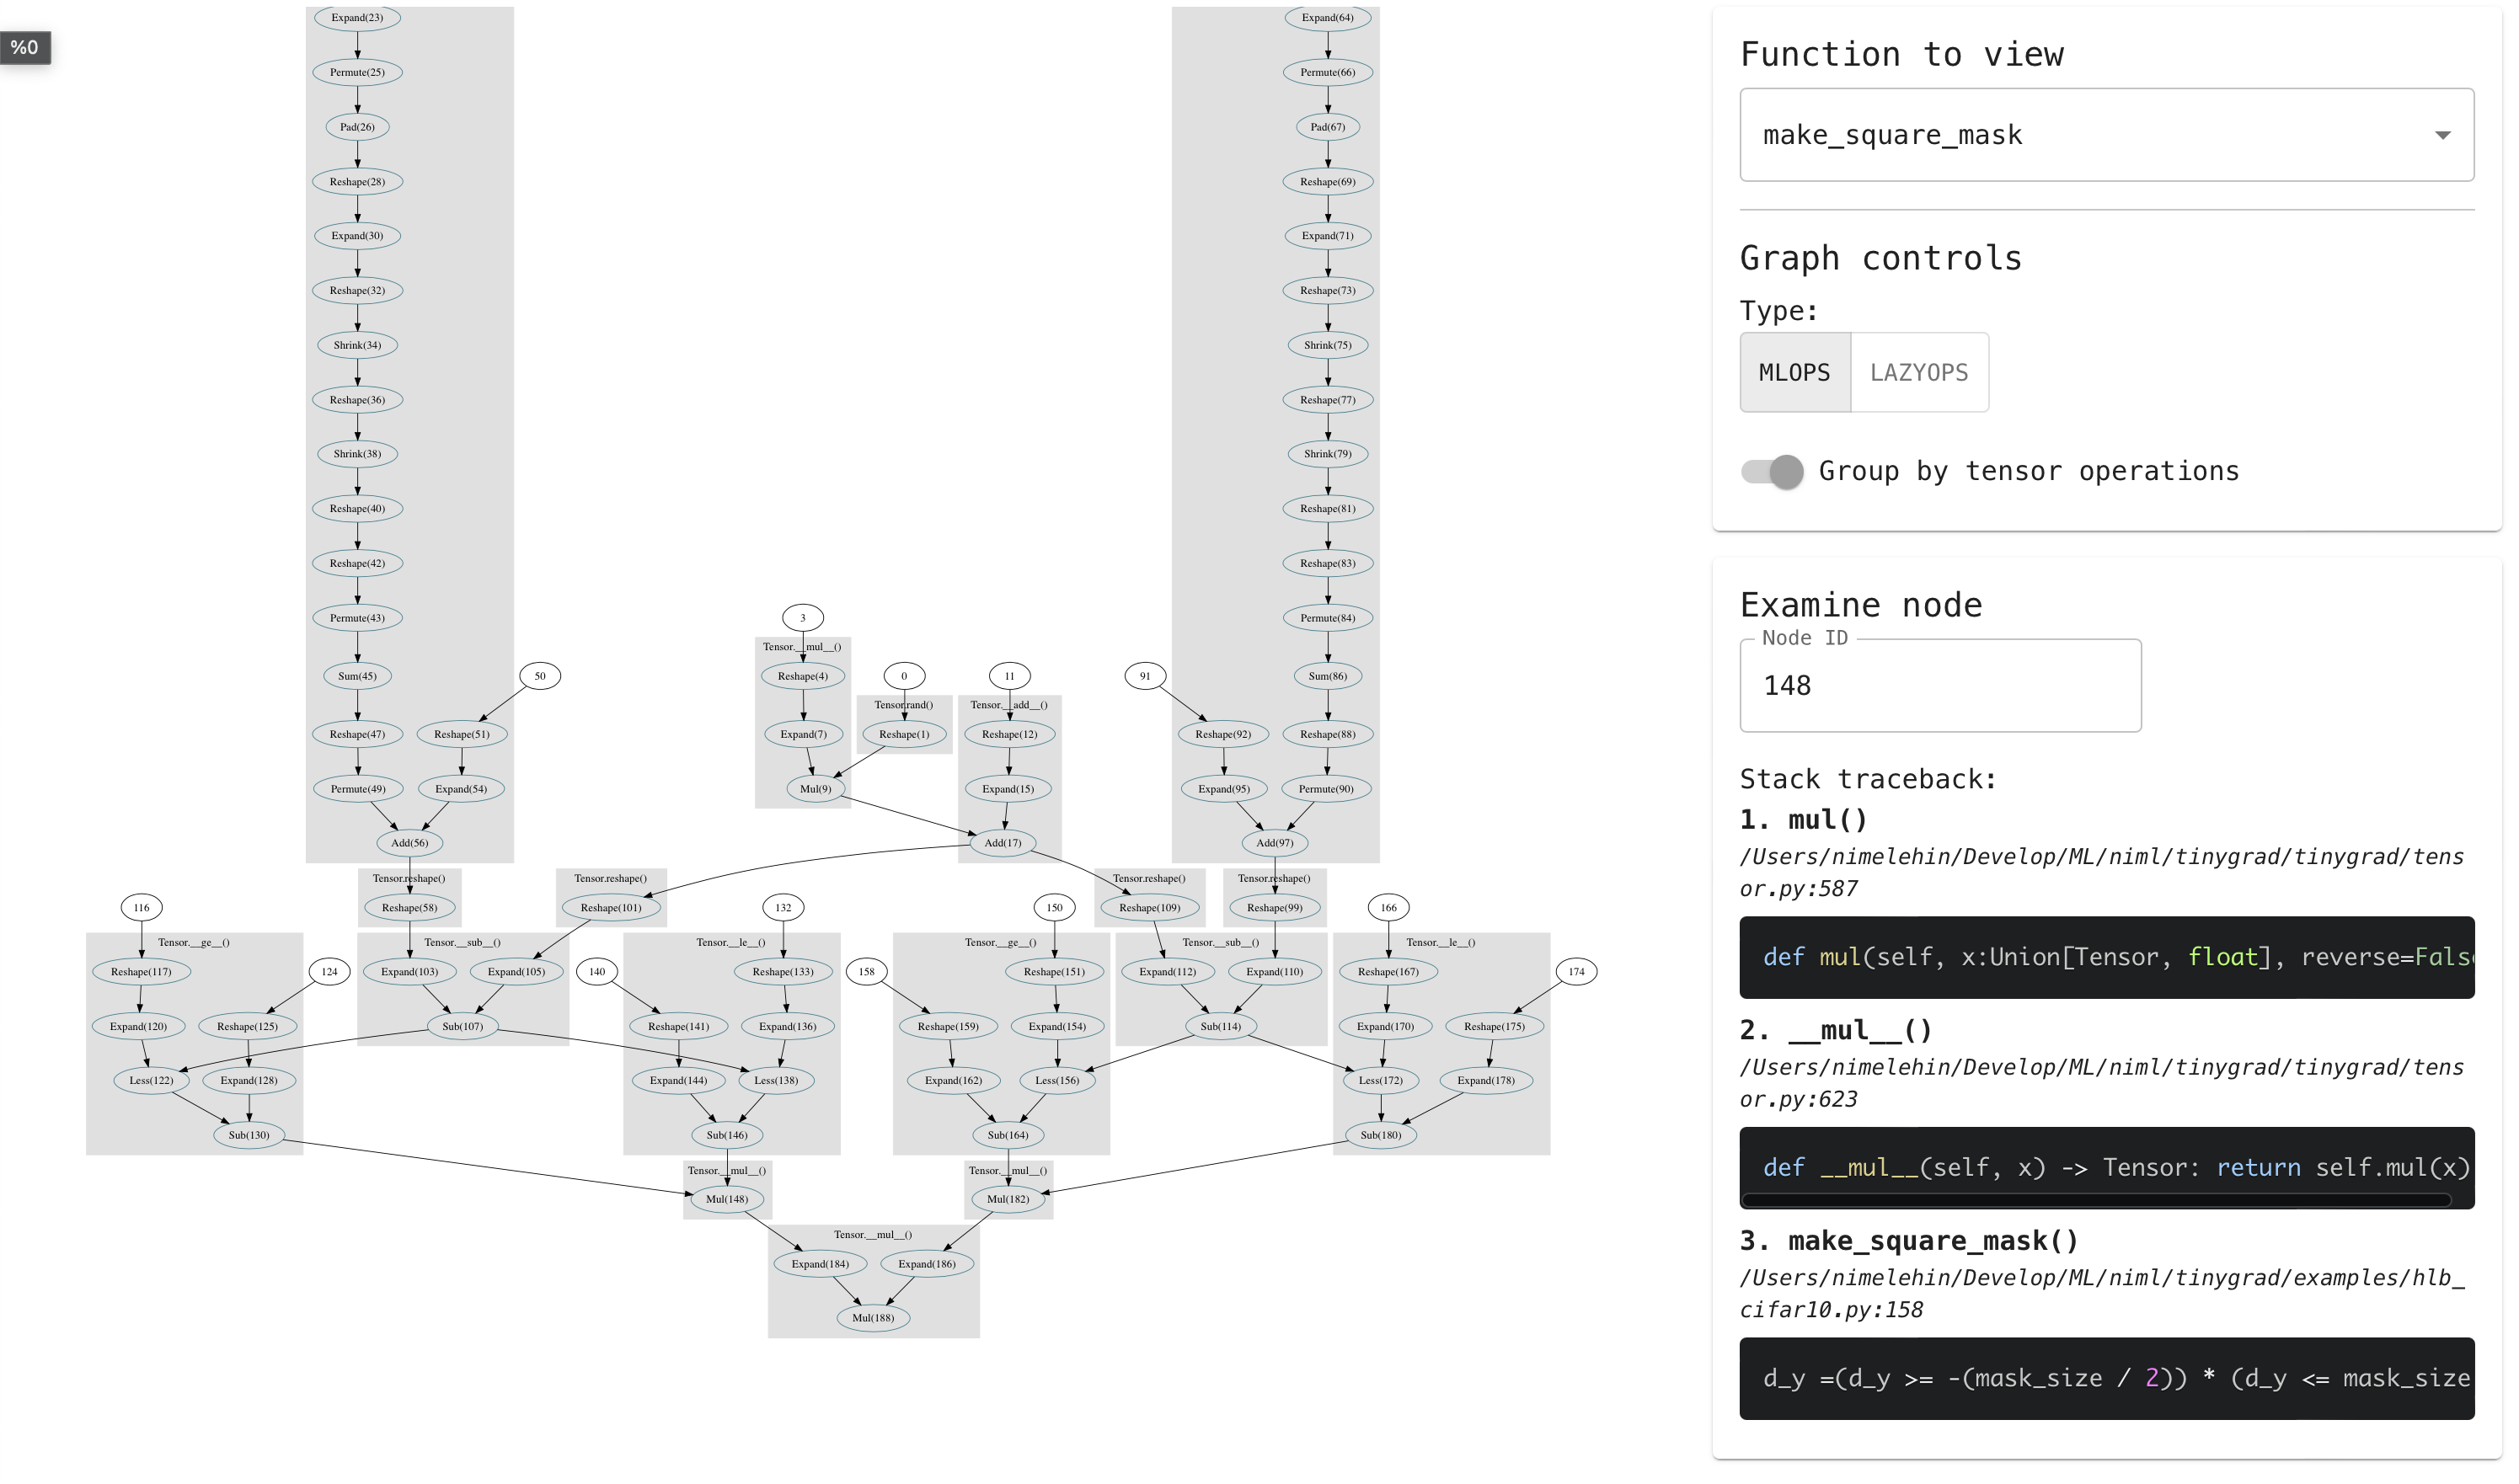 %0
Expand(23)
Expand(64)
Permute(25)
Permute(66)
Pad(26)
Pad(67)
Reshape(28)
Reshape(69)
Expand(30)
Expand(71)
Reshape(32)
Reshape(73)
Shrink(34)
Shrink(75)
Reshape(36)
Reshape(77)
Shrink(38)
Shrink(79)
Reshape(40)
Reshape(81)
Reshape(42)
Reshape(83)
Permute(43)
3
Permute(84)
Tensor.__mul__()
Sum(45)
50
Reshape(4)
0
11
91
Sum(86)
Tensor.rand()
Tensor.__add__()
Reshape(47)
Reshape(51)
Expand(7)
Reshape(1)
Reshape(12)
Reshape(92)
Reshape(88)
Permute(49)
Expand(54)
Mul(9)
Expand(15)
Expand(95)
Permute(90)
Add(56)
Add(17)
Add(97)
Tensor.reshape()
Tensor.reshape()
Tensor.reshape()
Tensor.reshape()
116
Reshape(58)
Reshape(101)
132
150
Reshape(109)
Reshape(99)
166
Tensor.__ge__()
Tensor.__sub__()
Tensor.__le__()
Tensor.__ge__()
Tensor.__sub__()
Tensor.__le__()
Reshape(117)
124
Expand(103)
Expand(105)
140
Reshape(133)
158
Reshape(151)
Expand(112)
Expand(110)
Reshape(167)
174
Expand(120)
Reshape(125)
Sub(107)
Reshape(141)
Expand(136)
Reshape(159)
Expand(154)
Sub(114)
Expand(170)
Reshape(175)
Less(122)
Expand(128)
Expand(144)
Less(138)
Expand(162)
Less(156)
Less(172)
Expand(178)
Sub(130)
Sub(146)
Sub(164)
Sub(180)
Tensor.__mul__()
Tensor.__mul__()
Mul(148)
Mul(182)
Tensor.__mul__()
Expand(184)
Expand(186)
Mul(188)
Function to view
make_square_mask
Graph controls
Type:
MLOPS
LAZYOPS
Group by tensor operations
Examine node
Node ID
148
Stack traceback:
1. mul()
/Users/nimelehin/Develop/ML/niml/tinygrad/tinygrad/tens
or.py:587
def mul(self, x:Union[Tensor, float], reverse=False
2. __mul__()
/Users/nimelehin/Develop/ML/niml/tinygrad/tinygrad/tens
or.py:623
def __mul__(self, x) -> Tensor: return self.mul(x)
3. make_square_mask()
/Users/nimelehin/Develop/ML/niml/tinygrad/examples/hlb_
cifar10.py:158
d_y =(d_y >= -(mask_size / 2)) * (d_y <= mask_size